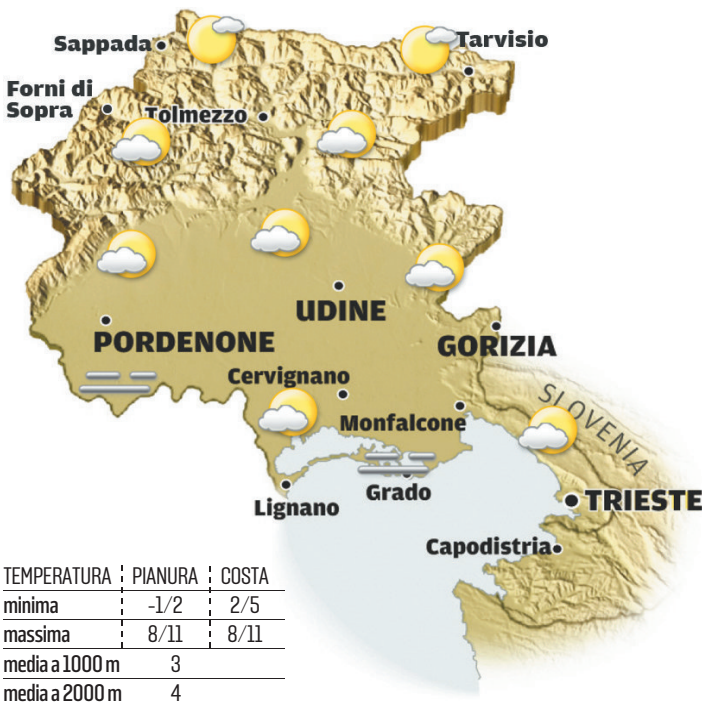 Sappada
Tarvisio
Forni di
Sopra
Tolmezzo
UDINE
PORDENONE
GORIZIA
Cervignano
SLOVENIA
Monfalcone
Grado
Lignano
TRIESTE
Capodistria
TEMPERATURA PIANURA COSTA
minima -1/2 2/5
massima 8/11 8/11
media a 1000 m 3
media a 2000 m 4